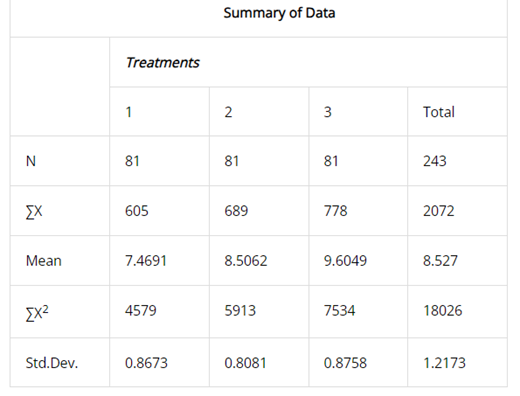 Summary of Data
Treatments
1 2 3 Total
N 81 81 81 243
∑X 605 689 778 2072
Mean 7.4691 8.5062 9.6049 8.527
∑X² 4579 5913 7534 18026
Std.Dev. 0.8673 0.8081 0.8758 1.2173